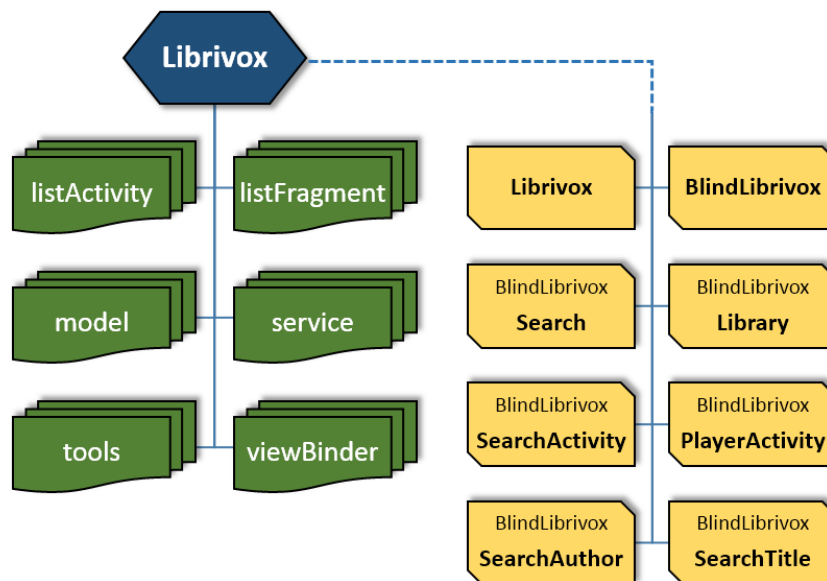 Librivox
listActivity
listFragment
model
service
tools
viewBinder
Librivox
BlindLibrivox
BlindLibrivox
Search
BlindLibrivox
Library
BlindLibrivox
SearchActivity
BlindLibrivox
PlayerActivity
BlindLibrivox
SearchAuthor
BlindLibrivox
SearchTitle